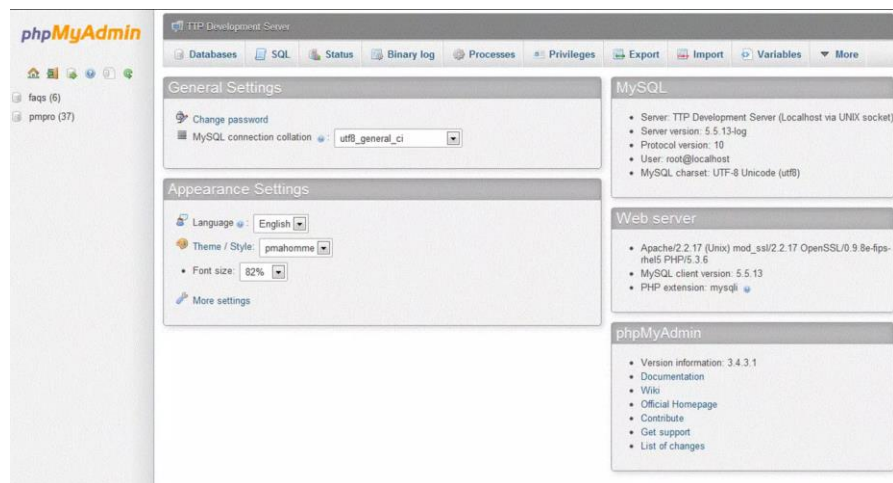 phpMyAdmin
faqs (6)
pmpro (37)
TTP Development Server
Databases SQL Status Binary log Processes Privileges Export Import Variables More
General Settings
Change password
MySQL connection collation : utf8_general_ci
Appearance Settings
Language : English
Theme / Style: pmahomme
Font size: 82%
More settings
MySQL
Server: TTP Development Server (Localhost via UNIX socket)
Server version: 5.5.13-log
Protocol version: 10
User: root@localhost
MySQL charset: UTF-8 Unicode (utf8)
Web server
Apache/2.2.17 (Unix) mod_ssl/2.2.17 OpenSSL/0.9.8e-fips-
rhel5 PHP/5.3.6
MySQL client version: 5.5.13
PHP extension: mysqli
phpMyAdmin
Version information: 3.4.3.1
Documentation
Wiki
Official Homepage
Contribute
Get support
List of changes